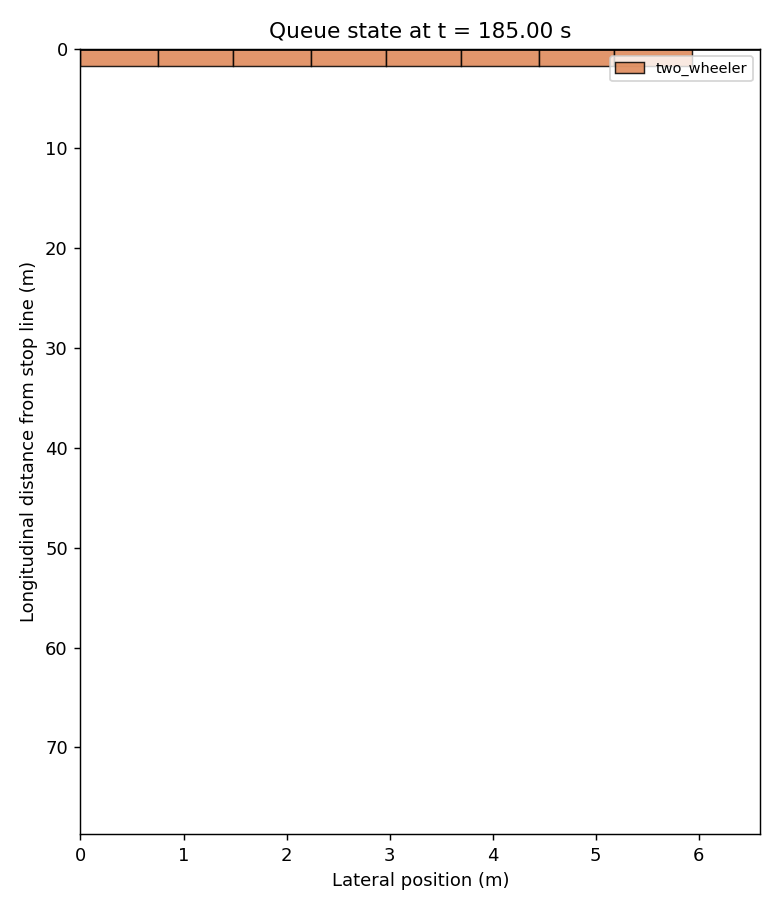 Queue state at t = 185.00 s
two_wheeler
Longitudinal distance from stop line (m)
0
10
20
30
40
50
60
70
0 1 2 3 4 5 6
Lateral position (m)